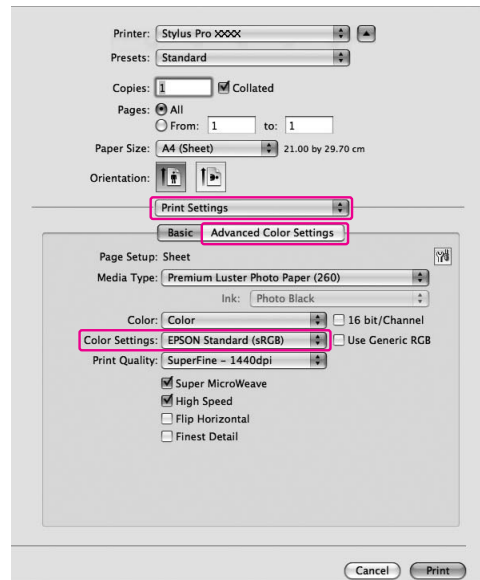 Printer: Stylus Pro XXXX
Presets: Standard
Copies: 1 Collated
Pages: All
From: 1 to: 1
Paper Size: A4 (Sheet) 21.00 by 29.70 cm
Orientation:
Print Settings
Basic Advanced Color Settings
Page Setup: Sheet
Media Type: Premium Luster Photo Paper (260)
Ink: Photo Black
Color: Color 16 bit/Channel
Color Settings: EPSON Standard (sRGB) Use Generic RGB
Print Quality: SuperFine - 1440dpi
Super MicroWeave
High Speed
Flip Horizontal
Finest Detail
Cancel Print